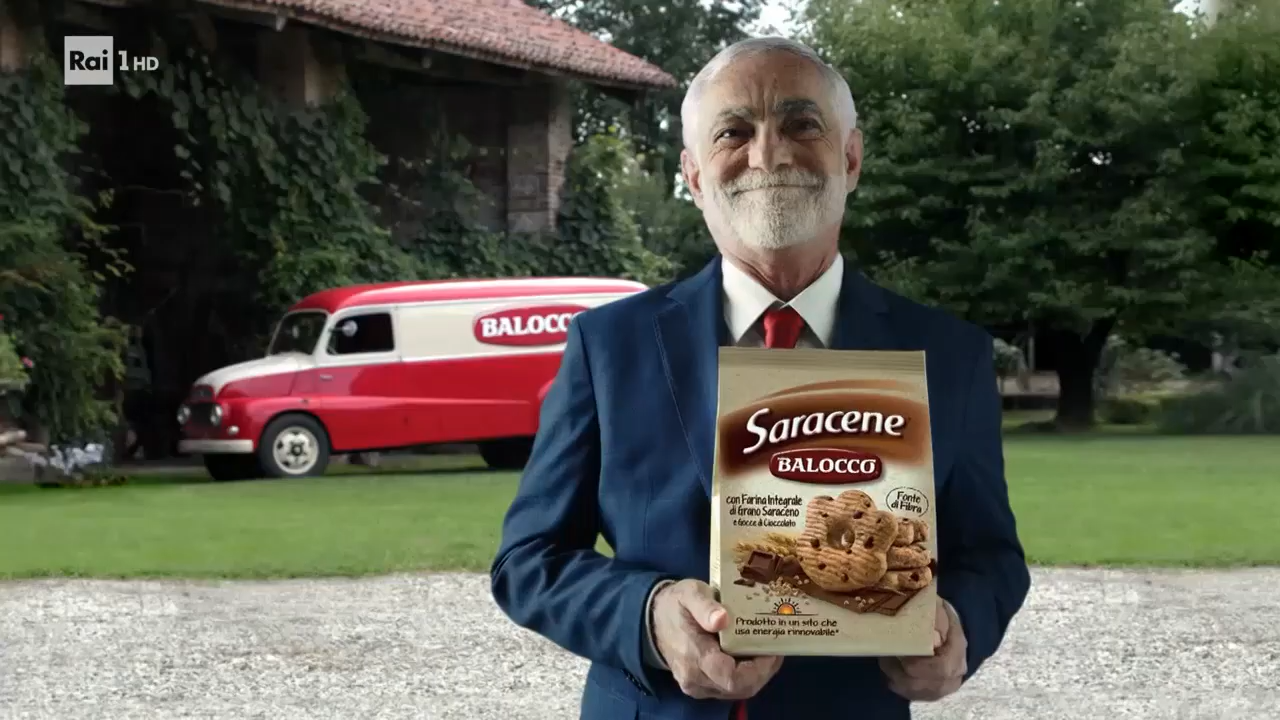 Rai 1 HD
BALOCCO
Saracene
BALOCCO
con Farina Integrale
di Grano Saraceno
e Gocce di Cioccolato
Fonte
di Fibra
Prodotto in un sito che
usa energia rinnovabile*